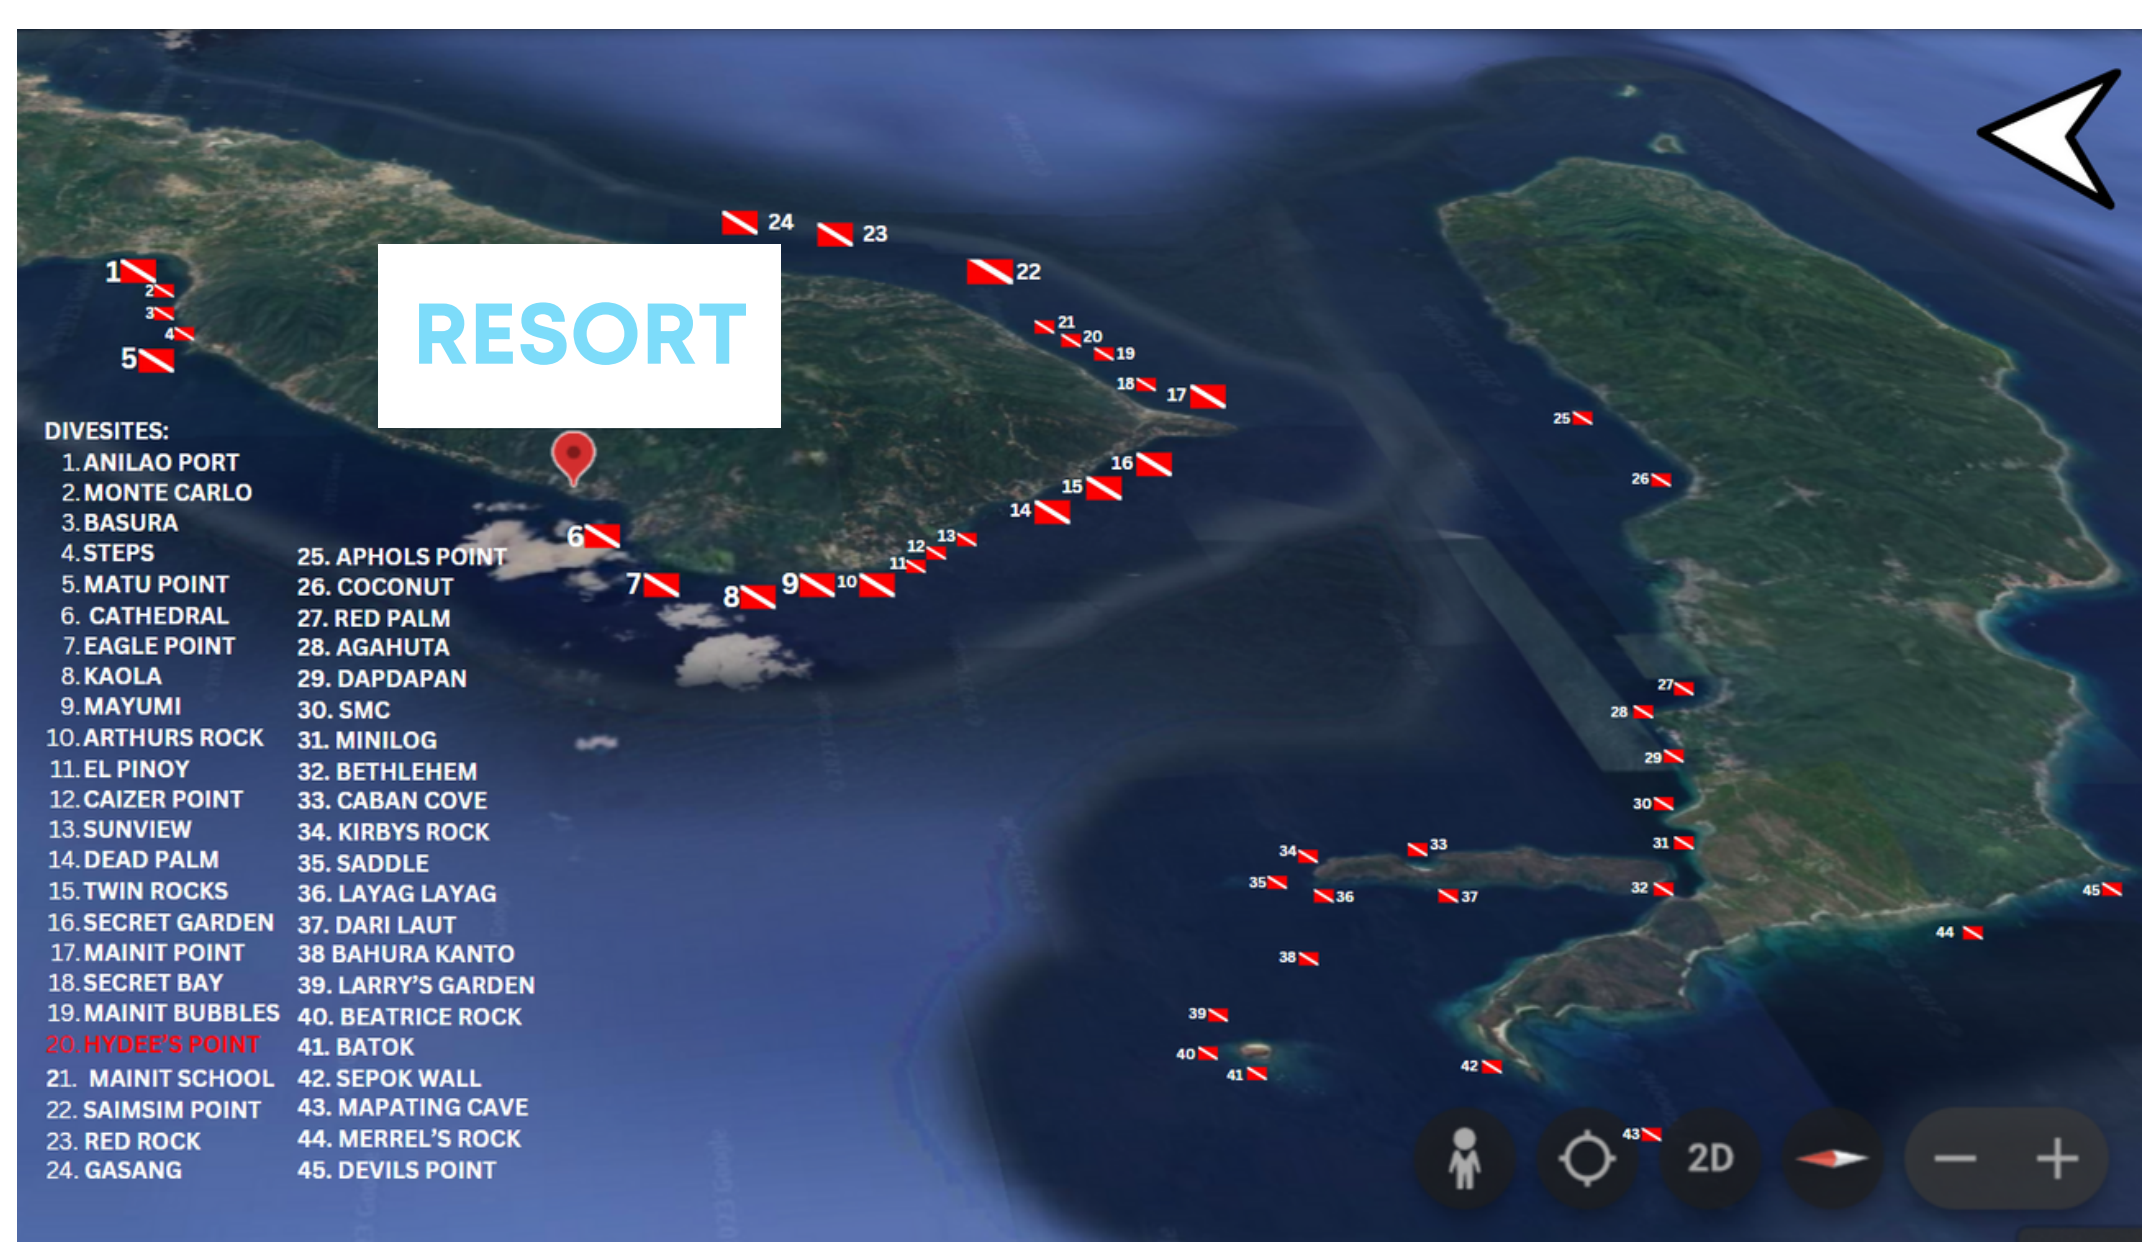 24
23
22
1
2
3
4
5
RESORT
21
20
19
18
17
16
15
14
13
12
11
10
9
8
7
6
25
26
27
28
29
30
31
32
33
34
35
36
37
38
39
40
41
42
43
44
45
DIVESITES:
1. ANILAO PORT
2. MONTE CARLO
3. BASURA
4. STEPS
5. MATU POINT
6. CATHEDRAL
7. EAGLE POINT
8. KAOLA
9. MAYUMI
10. ARTHURS ROCK
11. EL PINOY
12. CAIZER POINT
13. SUNVIEW
14. DEAD PALM
15. TWIN ROCKS
16. SECRET GARDEN
17. MAINIT POINT
18. SECRET BAY
19. MAINIT BUBBLES
20. HYDEE'S POINT
21. MAINIT SCHOOL
22. SAIMSIM POINT
23. RED ROCK
24. GASANG
25. APHOLS POINT
26. COCONUT
27. RED PALM
28. AGAHUTA
29. DAPDAPAN
30. SMC
31. MINILOG
32. BETHLEHEM
33. CABAN COVE
34. KIRBYS ROCK
35. SADDLE
36. LAYAG LAYAG
37. DARI LAUT
38 BAHURA KANTO
39. LARRY'S GARDEN
40. BEATRICE ROCK
41. BATOK
42. SEPOK WALL
43. MAPATING CAVE
44. MERREL'S ROCK
45. DEVILS POINT
2D